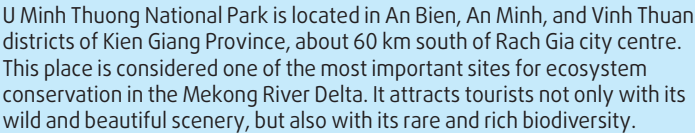 U Minh Thuong National Park is located in An Bien, An Minh, and Vinh Thuan
districts of Kien Giang Province, about 60 km south of Rach Gia city centre.
This place is considered one of the most important sites for ecosystem
conservation in the Mekong River Delta. It attracts tourists not only with its
wild and beautiful scenery, but also with its rare and rich biodiversity.